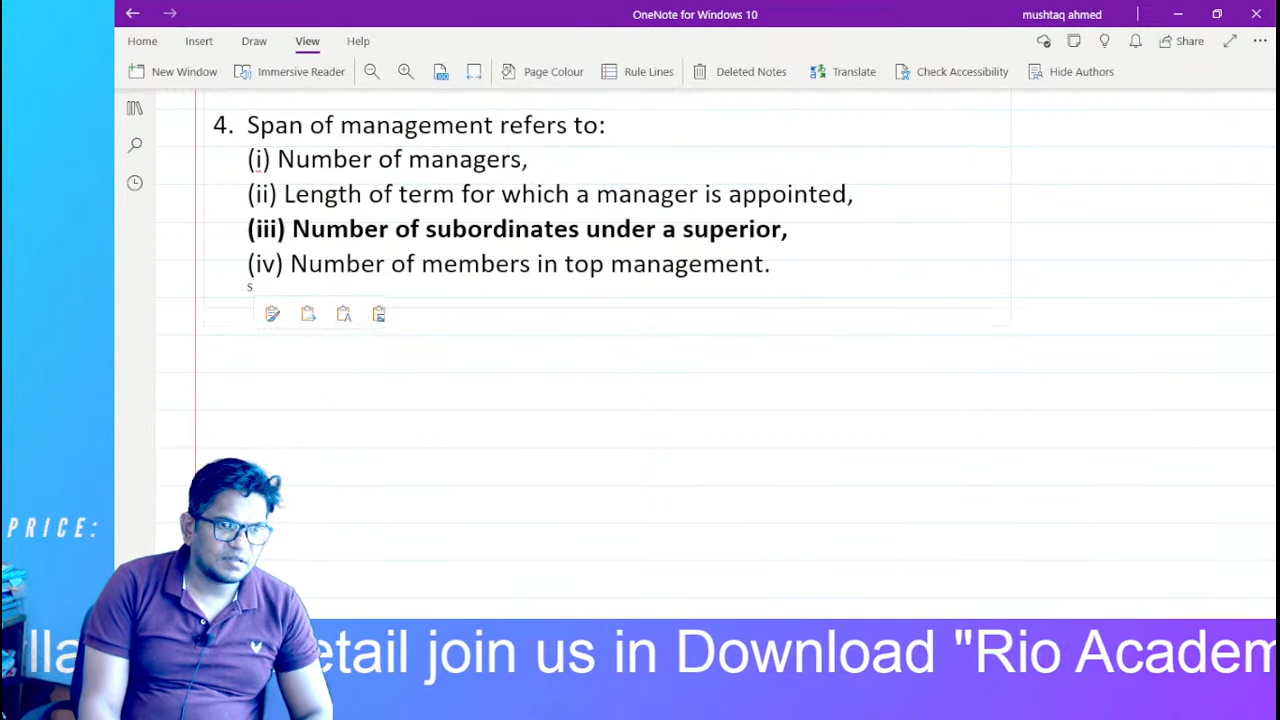 OneNote for Windows 10
mushtaq ahmed
Home Insert Draw View Help
Share
New Window Immersive Reader Page Colour Rule Lines Deleted Notes Translate Check Accessibility Hide Authors
4. Span of management refers to:
(i) Number of managers,
(ii) Length of term for which a manager is appointed,
(iii) Number of subordinates under a superior,
(iv) Number of members in top management.
S
PRICE:
etail join us in Download "Rio Academ